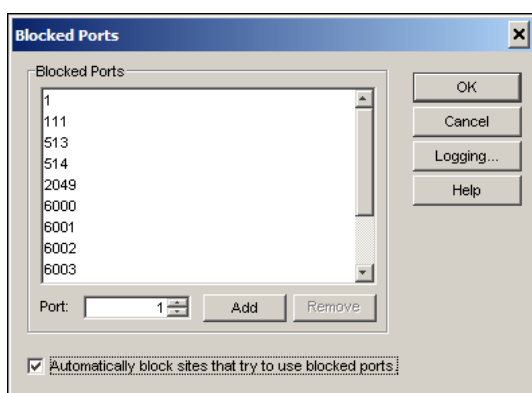 Blocked Ports
Blocked Ports
1
111
513
514
2049
6000
6001
6002
6003
Port: 1 Add Remove
Automatically block sites that try to use blocked ports.
OK
Cancel
Logging...
Help